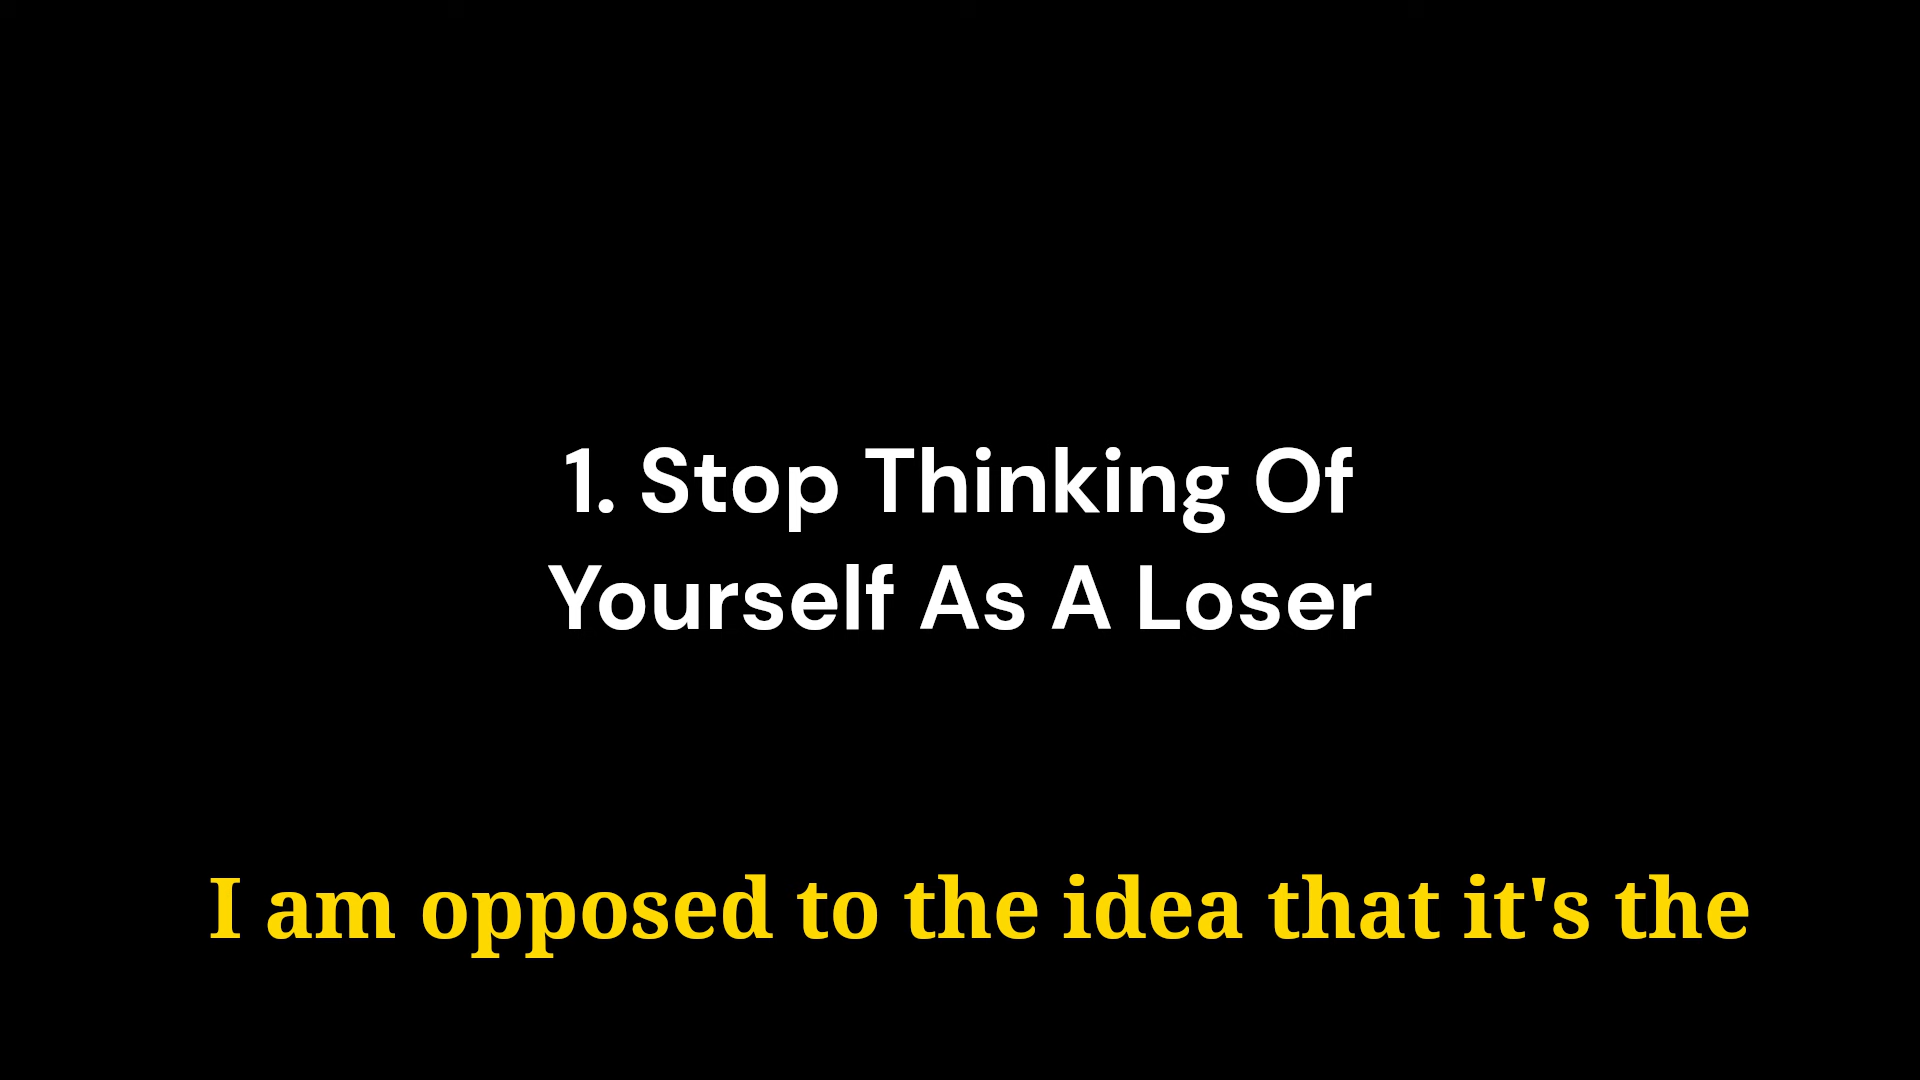 1. Stop Thinking Of
Yourself As A Loser
I am opposed to the idea that it's the